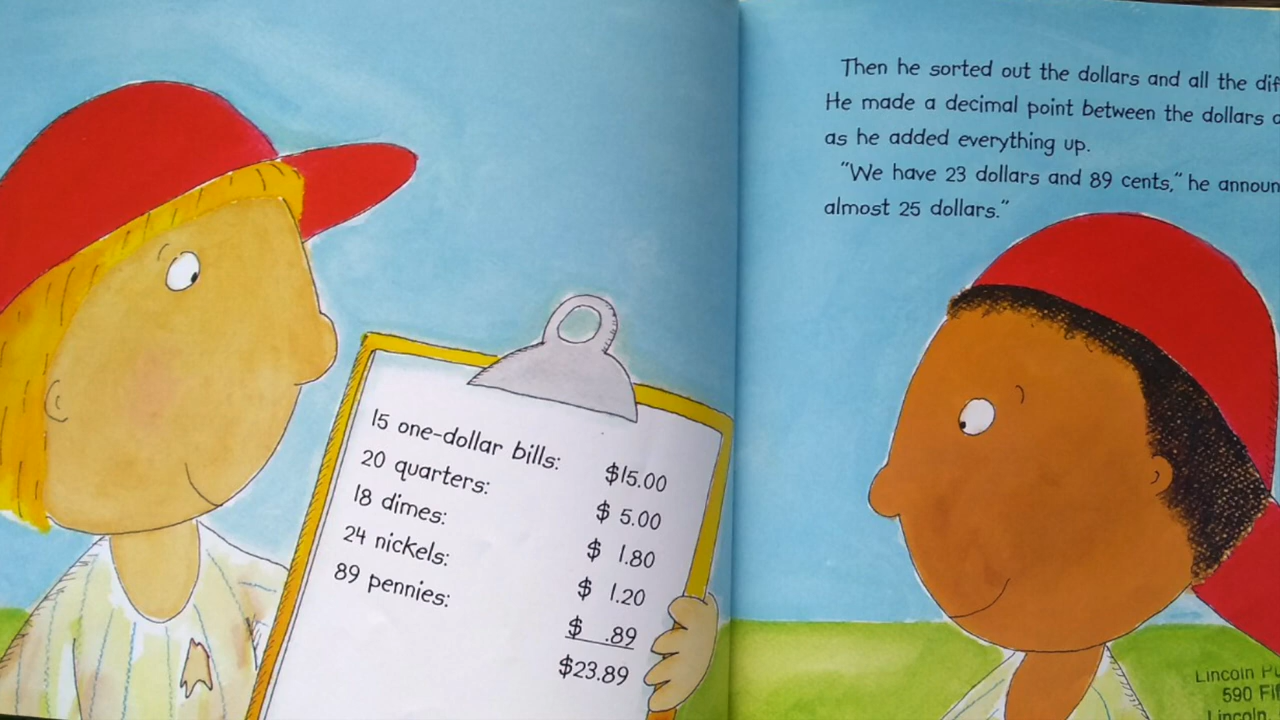 15 one-dollar bills: $15.00
20 quarters: $ 5.00
18 dimes: $ 1.80
24 nickels: $ 1.20
89 pennies: $ .89
$23.89
Then he sorted out the dollars and all the
He made a decimal point between the dollars
as he added everything up.
"We have 23 dollars and 89 cents," he
almost 25 dollars."
Lincoln
590
Lincoln